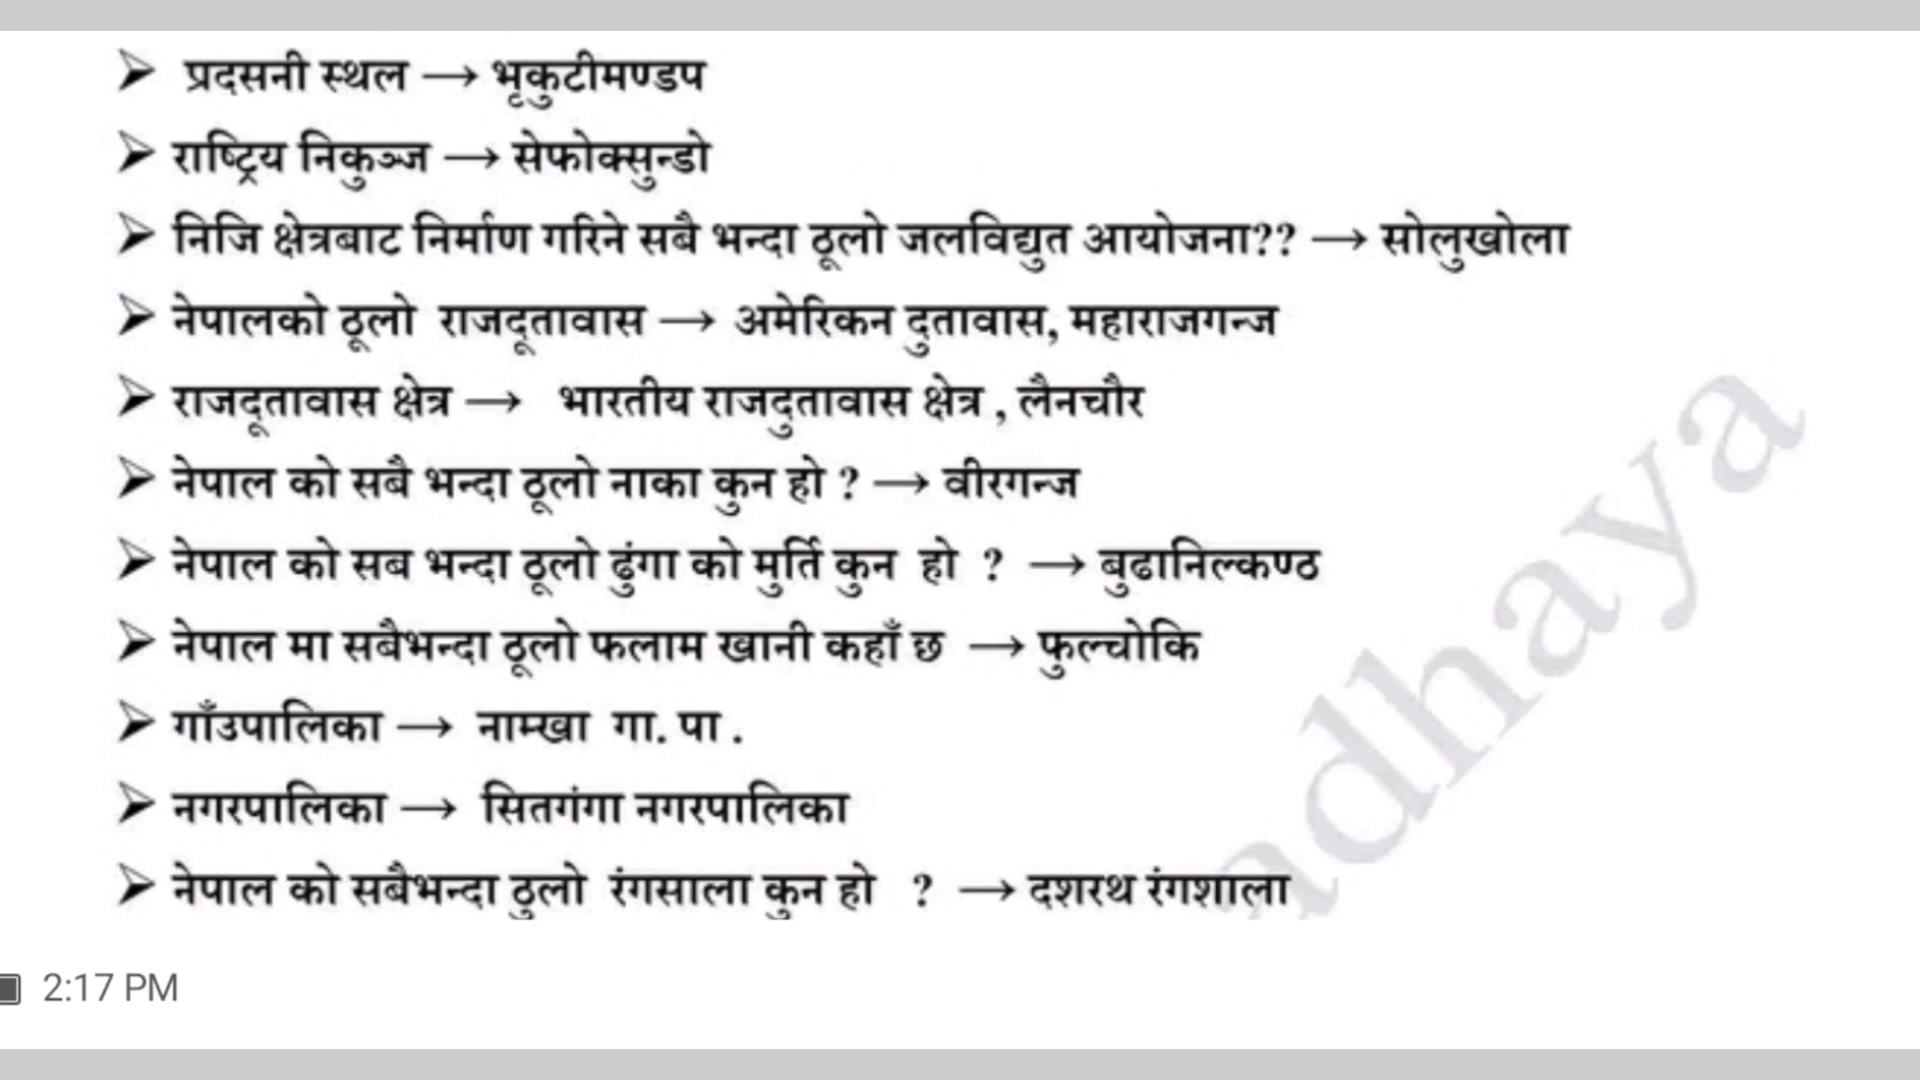 ➤ प्रदसनी स्थल → भृकुटीमण्डप
➤ राष्ट्रिय निकुञ्ज → सेफोक्सुन्डो
➤ निजि क्षेत्रबाट निर्माण गरिने सबै भन्दा ठूलो जलविद्युत आयोजना?? → सोलुखोला
➤ नेपालको ठूलो राजदूतावास → अमेरिकन दुतावास, महाराजगन्ज
➤ राजदूतावास क्षेत्र → भारतीय राजदुतावास क्षेत्र , लैनचौर
➤ नेपाल को सबै भन्दा ठूलो नाका कुन हो ? → वीरगन्ज
➤ नेपाल को सब भन्दा ठूलो ढुंगा को मुर्ति कुन हो ? → बुढानिल्कण्ठ
➤ नेपाल मा सबैभन्दा ठूलो फलाम खानी कहाँ छ → फुल्चोकि
➤ गाँउपालिका → नाम्खा गा. पा .
➤ नगरपालिका → सितगंगा नगरपालिका
➤ नेपाल को सबैभन्दा ठुलो रंगसाला कुन हो ? → दशरथ रंगशाला
adhaya
2:17 PM